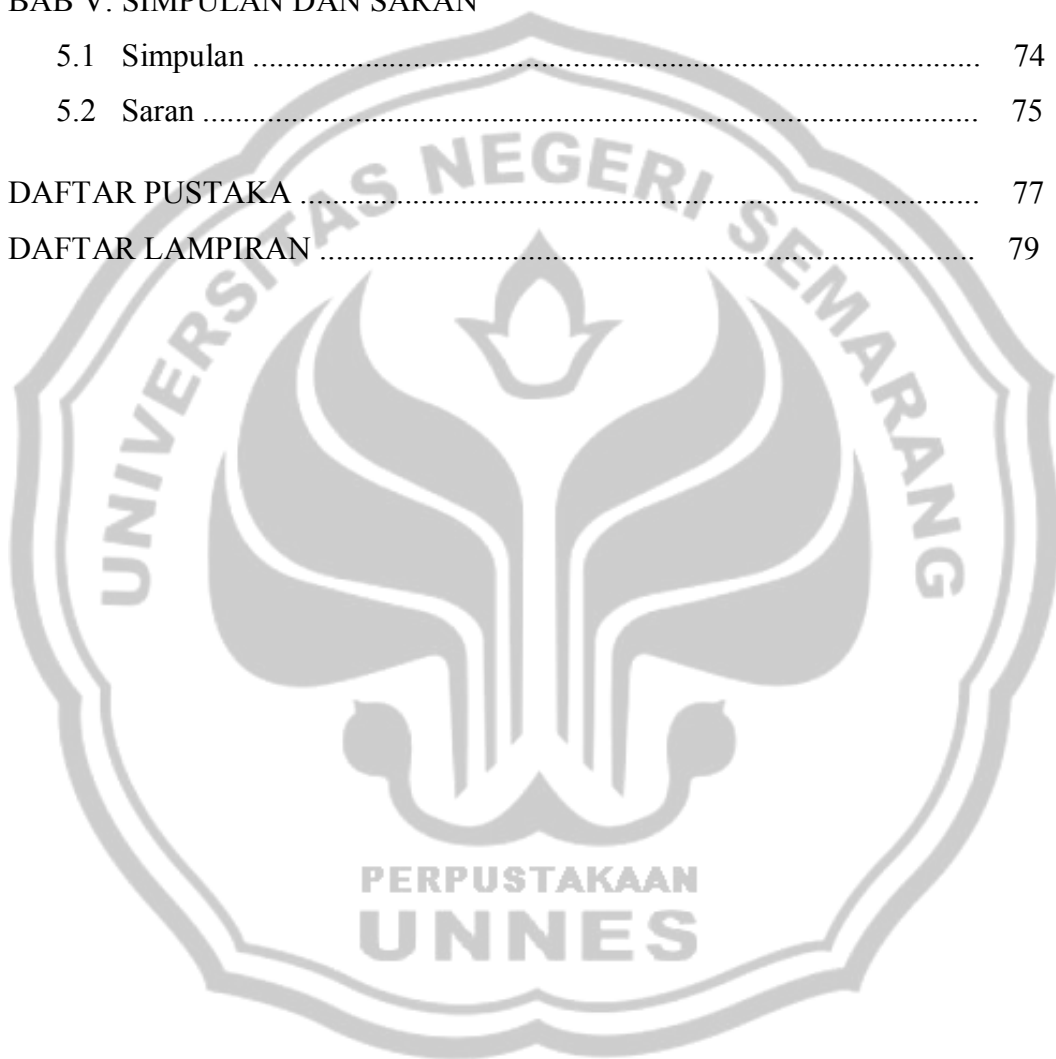 BAB V. SIMPULAN DAN SARAN
5.1 Simpulan ........................................................................................... 74
5.2 Saran ................................................................................................. 75
DAFTAR PUSTAKA ..................................................................................... 77
DAFTAR LAMPIRAN .................................................................................. 79
UNIVERSITAS NEGERI SEMARANG
PERPUSTAKAAN
UNNES